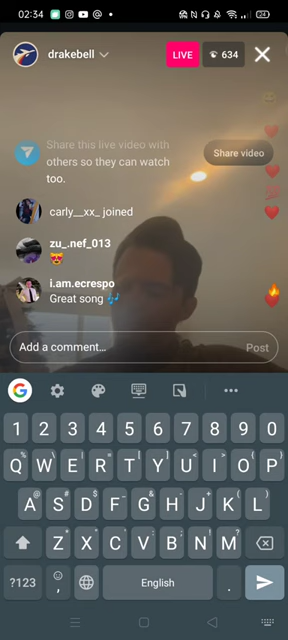 02:34
24
drakebell
LIVE
634
Share this live video with
others so they can watch
too.
Share video
carly__xx_ joined
zu_.nef_013
i.am.ecrespo
Great song
Add a comment...
Post
1 2 3 4 5 6 7 8 9 0
Q W E R T Y U I O P
A S D F G H J K L
Z X C V B N M
?123 , English .